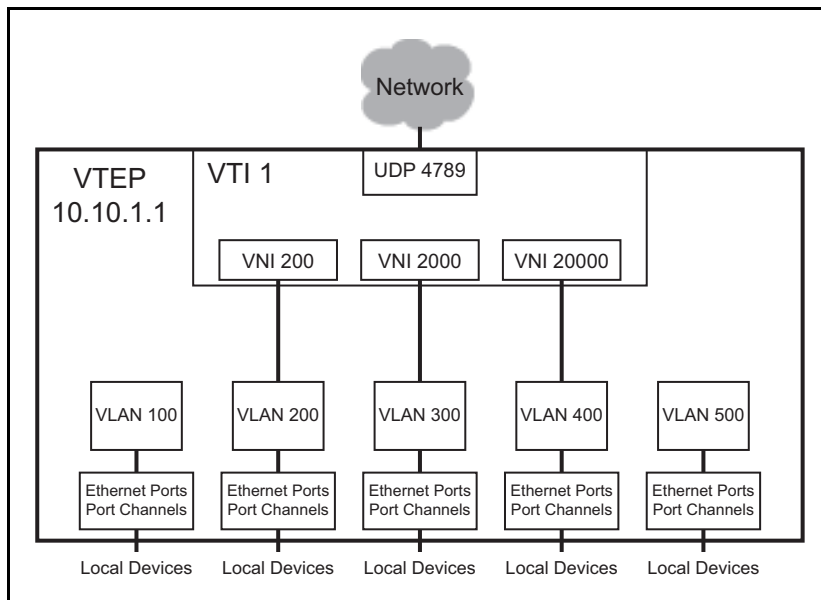 Network
VTEP
10.10.1.1
VTI 1
UDP 4789
VNI 200
VNI 2000
VNI 20000
VLAN 100
VLAN 200
VLAN 300
VLAN 400
VLAN 500
Ethernet Ports
Port Channels
Ethernet Ports
Port Channels
Ethernet Ports
Port Channels
Ethernet Ports
Port Channels
Ethernet Ports
Port Channels
Local Devices
Local Devices
Local Devices
Local Devices
Local Devices